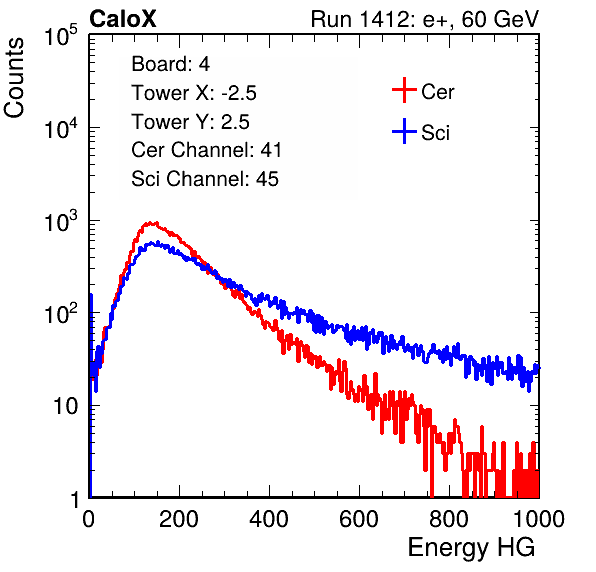 CaloX Run 1412: e+, 60 GeV
Counts
Board: 4
Tower X: -2.5
Tower Y: 2.5
Cer Channel: 41
Sci Channel: 45
Cer
Sci
10^5
10^4
10^3
10^2
10
1
0 200 400 600 800 1000
Energy HG